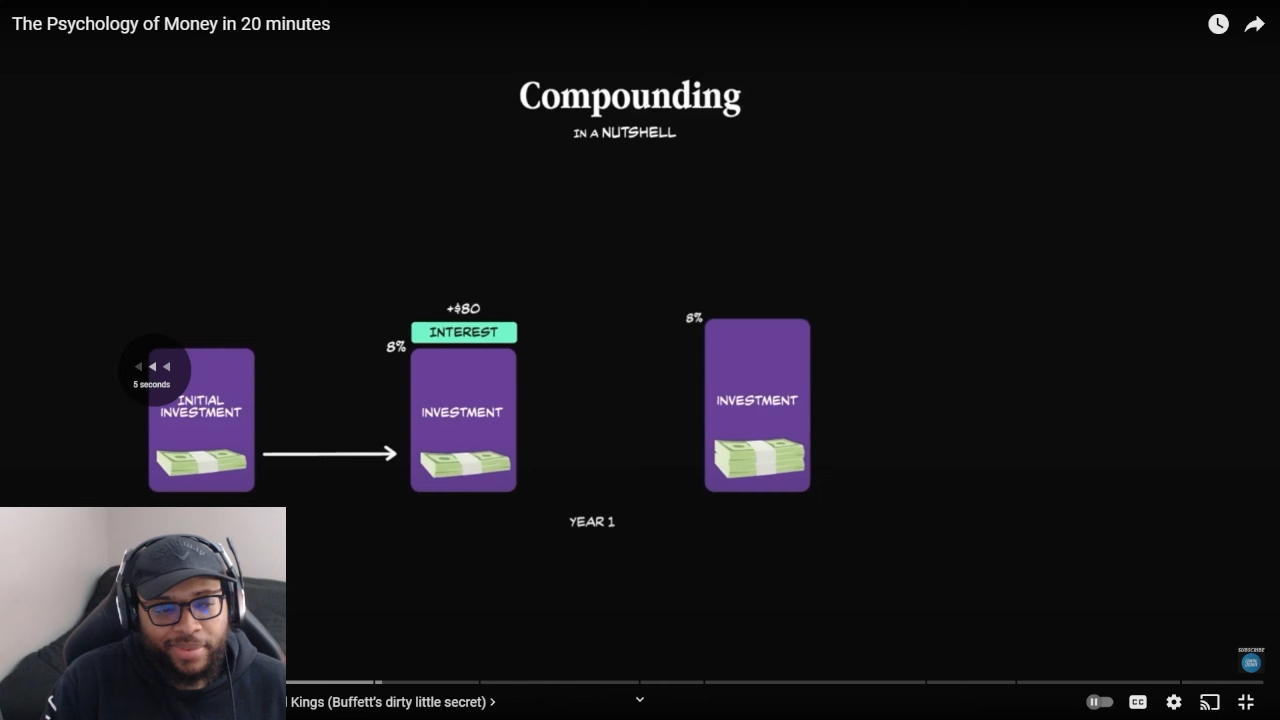 The Psychology of Money in 20 minutes
Compounding
IN A NUTSHELL
+$80
INTEREST
8%
8%
5 seconds
INITIAL
INVESTMENT
INVESTMENT
INVESTMENT
YEAR 1
SUBSCRIBE
Kings (Buffett's dirty little secret) >
CC